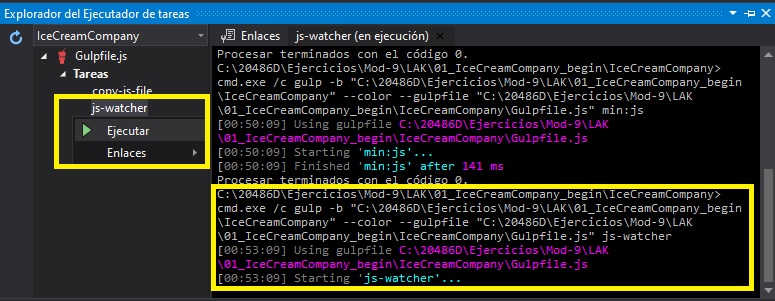 Explorador del Ejecutador de tareas
IceCreamCompany
Gulpfile.js
Tareas
copy-js-file
js-watcher
Ejecutar
Enlaces
Enlaces
js-watcher (en ejecución)
Procesar terminados con el código 0.
C:\20486D\Ejercicios\Mod-9\LAK\01_IceCreamCompany_begin\IceCreamCompany>
cmd.exe /c gulp -b "C:\20486D\Ejercicios\Mod-9\LAK\01_IceCreamCompany_begin
\IceCreamCompany" --color --gulpfile "C:\20486D\Ejercicios\Mod-9\LAK
\01_IceCreamCompany_begin\IceCreamCompany\Gulpfile.js" min:js
[00:50:09] Using gulpfile C:\20486D\Ejercicios\Mod-9\LAK
\01_IceCreamCompany_begin\IceCreamCompany\Gulpfile.js
[00:50:09] Starting 'min:js'...
[00:50:09] Finished 'min:js' after 141 ms
Procesar terminados con el código 0.
C:\20486D\Ejercicios\Mod-9\LAK\01_IceCreamCompany_begin\IceCreamCompany>
cmd.exe /c gulp -b "C:\20486D\Ejercicios\Mod-9\LAK\01_IceCreamCompany_begin
\IceCreamCompany" --color --gulpfile "C:\20486D\Ejercicios\Mod-9\LAK
\01_IceCreamCompany_begin\IceCreamCompany\Gulpfile.js" js-watcher
[00:53:09] Using gulpfile C:\20486D\Ejercicios\Mod-9\LAK
\01_IceCreamCompany_begin\IceCreamCompany\Gulpfile.js
[00:53:09] Starting 'js-watcher'...